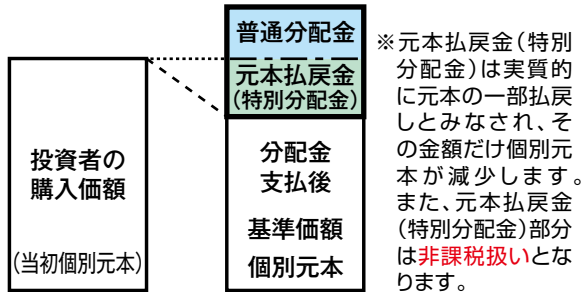 普通分配金
元本払戻金
(特別分配金)
投資者の
購入価額
(当初個別元本)
分配金
支払後
基準価額
個別元本
※元本払戻金(特別
分配金)は実質的
に元本の一部払戻
しとみなされ、そ
の金額だけ個別元
本が減少します。
また、元本払戻金
(特別分配金)部分
は非課税扱いとな
ります。